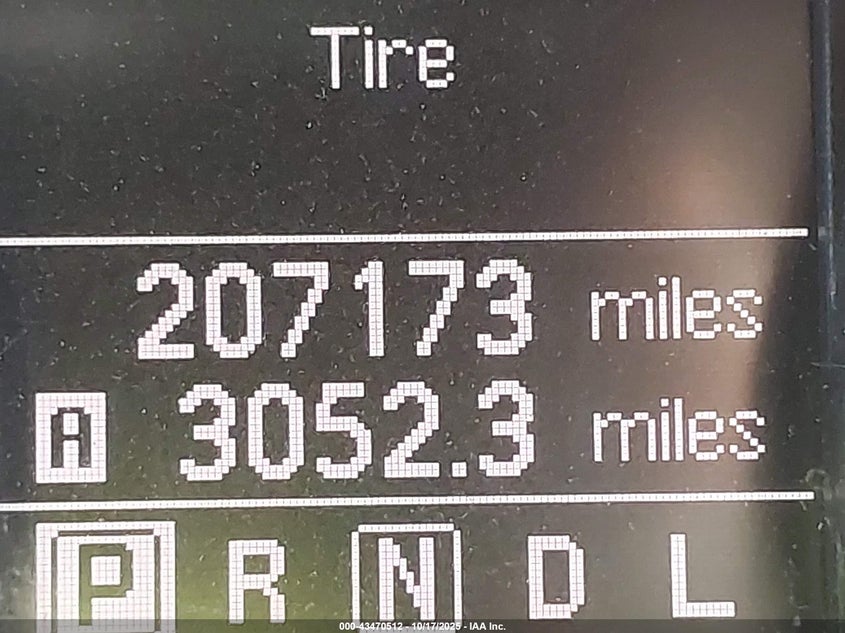 Tire
207173 miles
A 3052.3 miles
P R N D L
000-43470512 - 10/17/2025 - IAA Inc.